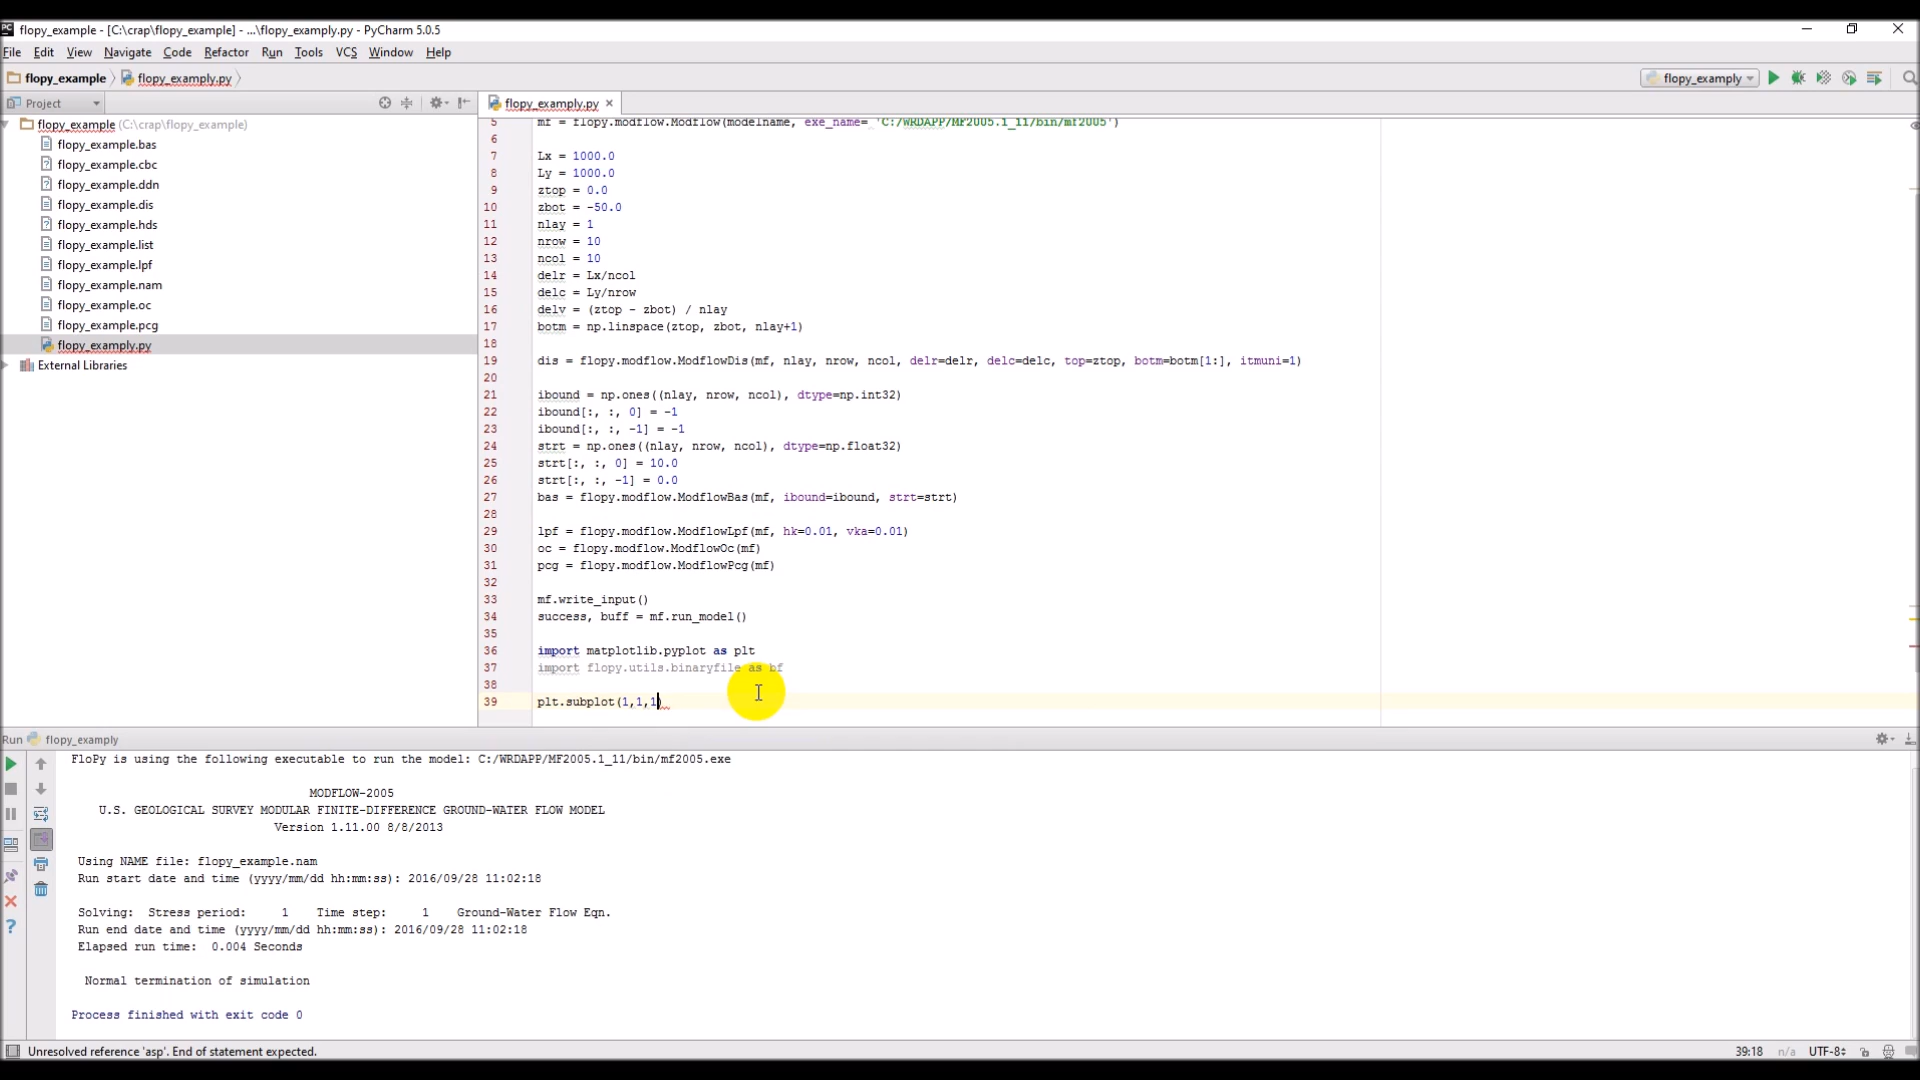 PC flopy_example - [C:\crap\flopy_example] - ...\flopy_examply.py - PyCharm 5.0.5
File Edit View Navigate Code Refactor Run Tools VCS Window Help
flopy_example flopy_examply.py flopy_examply
Project
flopy_examply.py
flopy_example (C:\crap\flopy_example)
flopy_example.bas
flopy_example.cbc
flopy_example.ddn
flopy_example.dis
flopy_example.hds
flopy_example.list
flopy_example.lpf
flopy_example.nam
flopy_example.oc
flopy_example.pcg
flopy_examply.py
External Libraries
5 mf = flopy.modflow.Modflow(modelname, exe_name= 'C:/WRDAPP/MF2005.1_11/bin/mf2005')
6
7 Lx = 1000.0
8 Ly = 1000.0
9 ztop = 0.0
10 zbot = -50.0
11 nlay = 1
12 nrow = 10
13 ncol = 10
14 delr = Lx/ncol
15 delc = Ly/nrow
16 delv = (ztop - zbot) / nlay
17 botm = np.linspace(ztop, zbot, nlay+1)
18
19 dis = flopy.modflow.ModflowDis(mf, nlay, nrow, ncol, delr=delr, delc=delc, top=ztop, botm=botm[1:], itmuni=1)
20
21 ibound = np.ones((nlay, nrow, ncol), dtype=np.int32)
22 ibound[:, :, 0] = -1
23 ibound[:, :, -1] = -1
24 strt = np.ones((nlay, nrow, ncol), dtype=np.float32)
25 strt[:, :, 0] = 10.0
26 strt[:, :, -1] = 0.0
27 bas = flopy.modflow.ModflowBas(mf, ibound=ibound, strt=strt)
28
29 lpf = flopy.modflow.ModflowLpf(mf, hk=0.01, vka=0.01)
30 oc = flopy.modflow.ModflowOc(mf)
31 pcg = flopy.modflow.ModflowPcg(mf)
32
33 mf.write_input()
34 success, buff = mf.run_model()
35
36 import matplotlib.pyplot as plt
37 import flopy.utils.binaryfile as bf
38
39 plt.subplot(1,1,1)
Run flopy_examply
FloPy is using the following executable to run the model: C:/WRDAPP/MF2005.1_11/bin/mf2005.exe
MODFLOW-2005
U.S. GEOLOGICAL SURVEY MODULAR FINITE-DIFFERENCE GROUND-WATER FLOW MODEL
Version 1.11.00 8/8/2013
Using NAME file: flopy_example.nam
Run start date and time (yyyy/mm/dd hh:mm:ss): 2016/09/28 11:02:18
Solving: Stress period: 1 Time step: 1 Ground-Water Flow Eqn.
Run end date and time (yyyy/mm/dd hh:mm:ss): 2016/09/28 11:02:18
Elapsed run time: 0.004 Seconds
Normal termination of simulation
Process finished with exit code 0
Unresolved reference 'asp'. End of statement expected. 39:18 n/a UTF-8